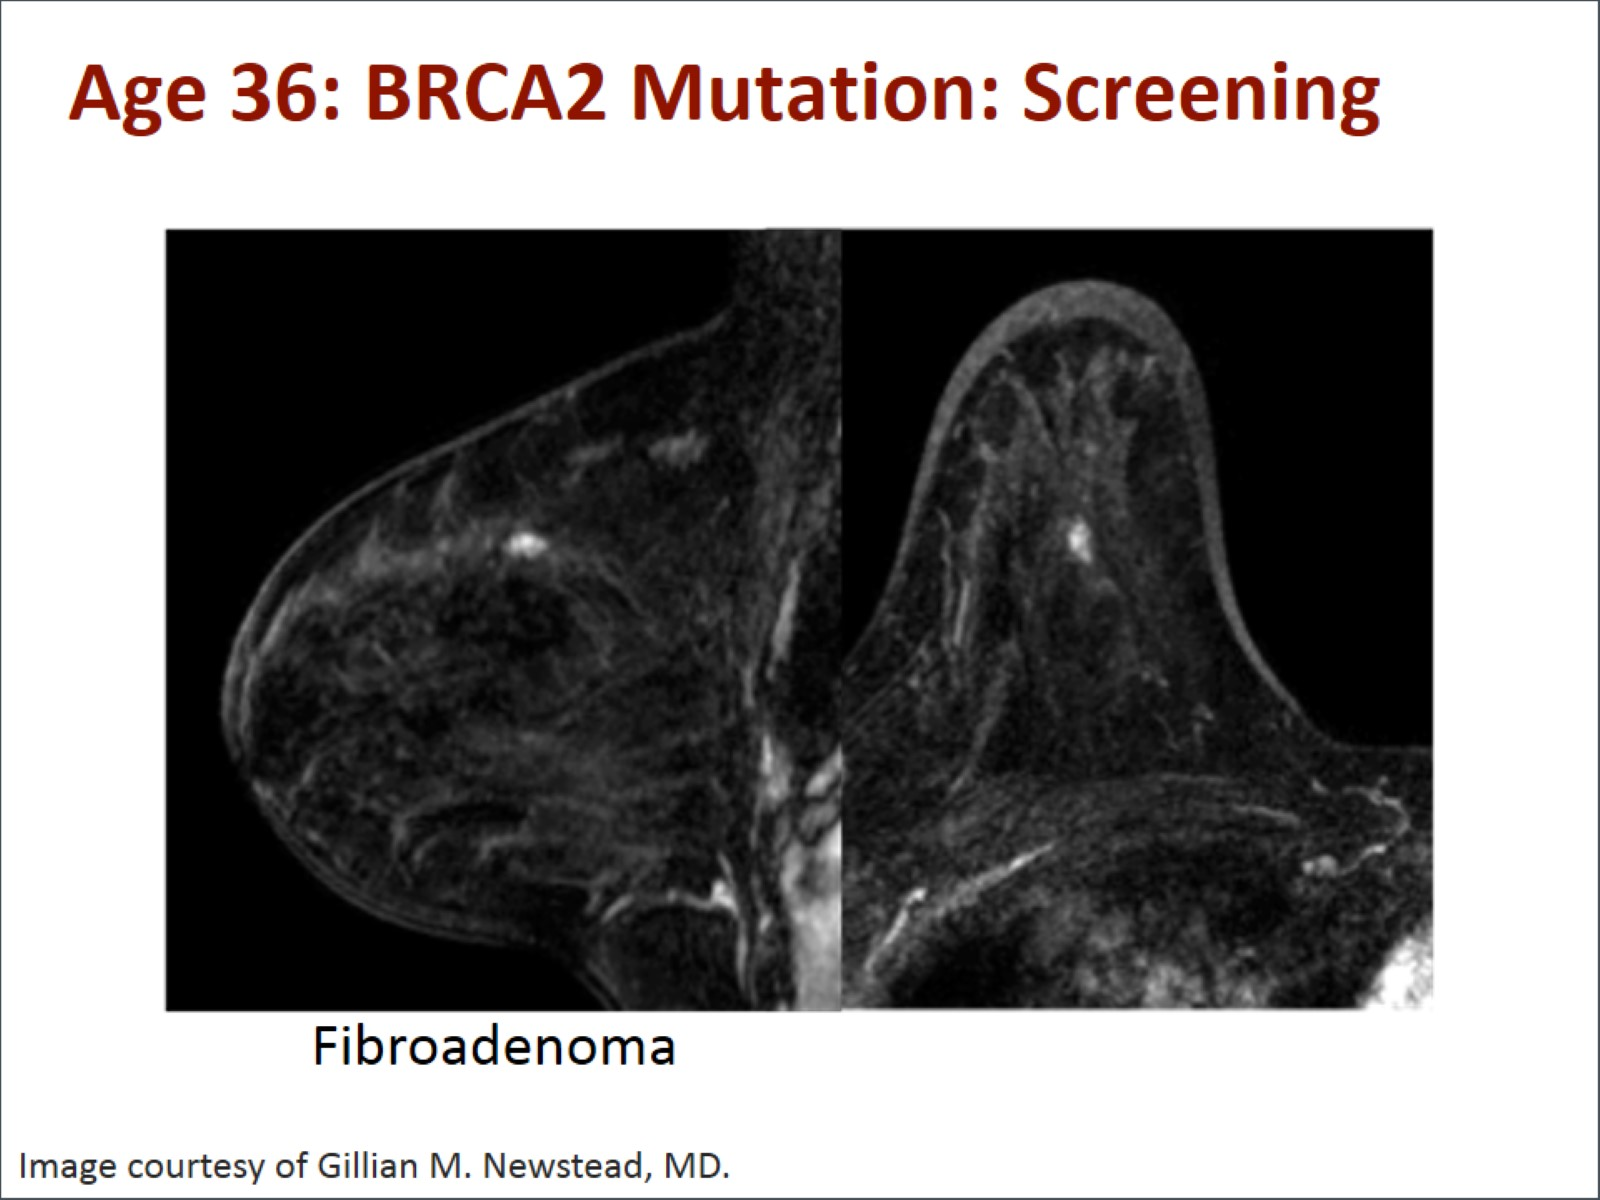 Age 36: BRCA2 Mutation: Screening
Fibroadenoma
Image courtesy of Gillian M. Newstead, MD.